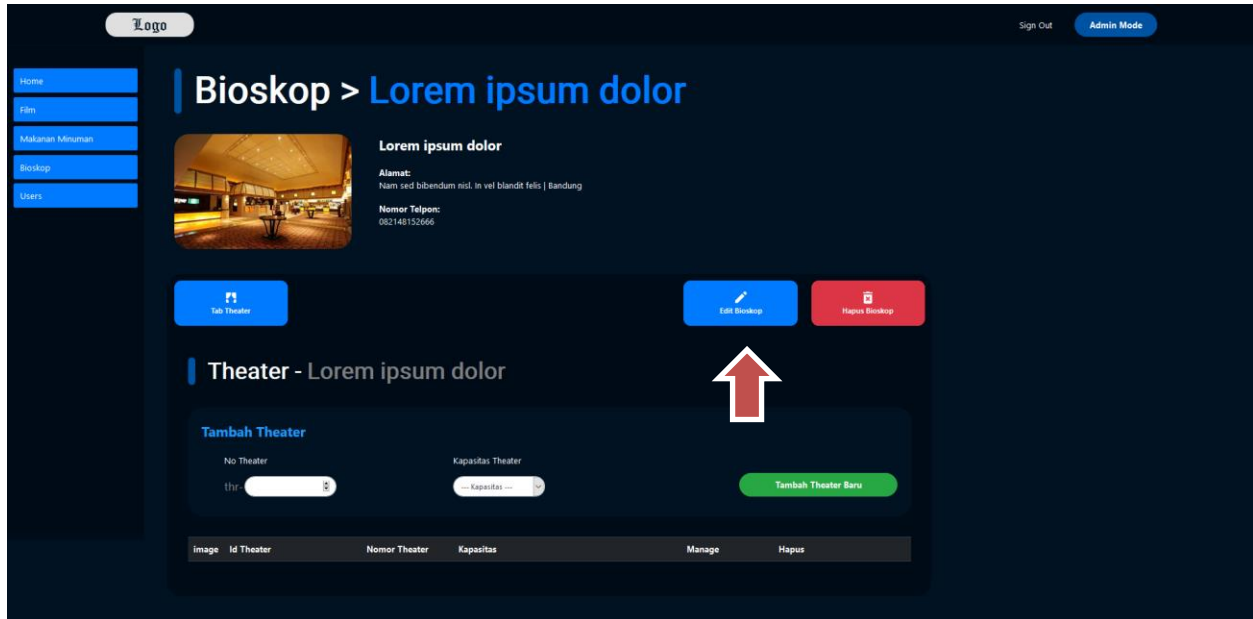 Logo
Sign Out
Admin Mode
Home
Film
Makanan Minuman
Bioskop
Users
Bioskop > Lorem ipsum dolor
Lorem ipsum dolor
Alamat:
Nam sed bibendum nisl. In vel blandit felis | Bandung
Nomor Telpon:
082148152666
Tab Theater
Edit Bioskop
Hapus Bioskop
Theater - Lorem ipsum dolor
Tambah Theater
No Theater
Kapasitas Theater
thr-
--- Kapasitas ---
Tambah Theater Baru
image Id Theater Nomor Theater Kapasitas Manage Hapus